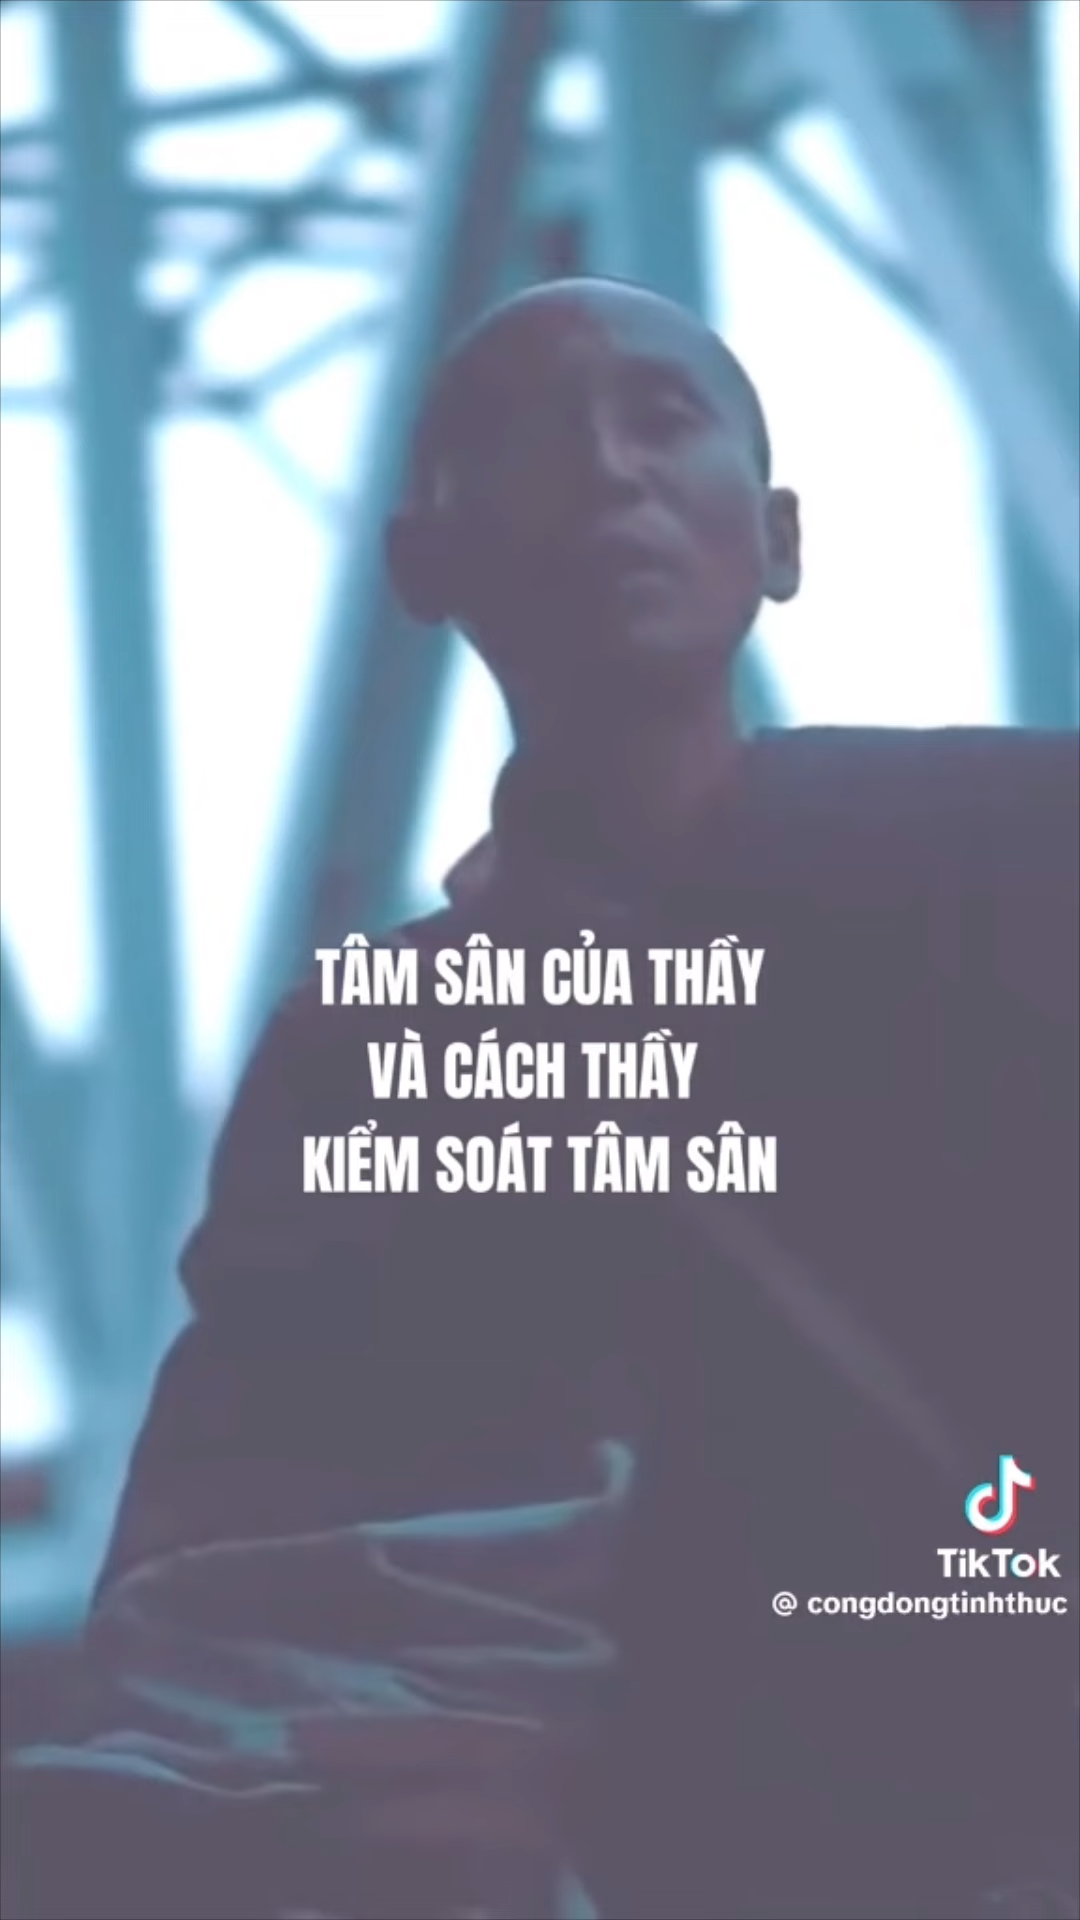 TÂM SÂN CỦA THẦY
VÀ CÁCH THẦY
KIỂM SOÁT TÂM SÂN
TikTok
@ congdongtinhthuc